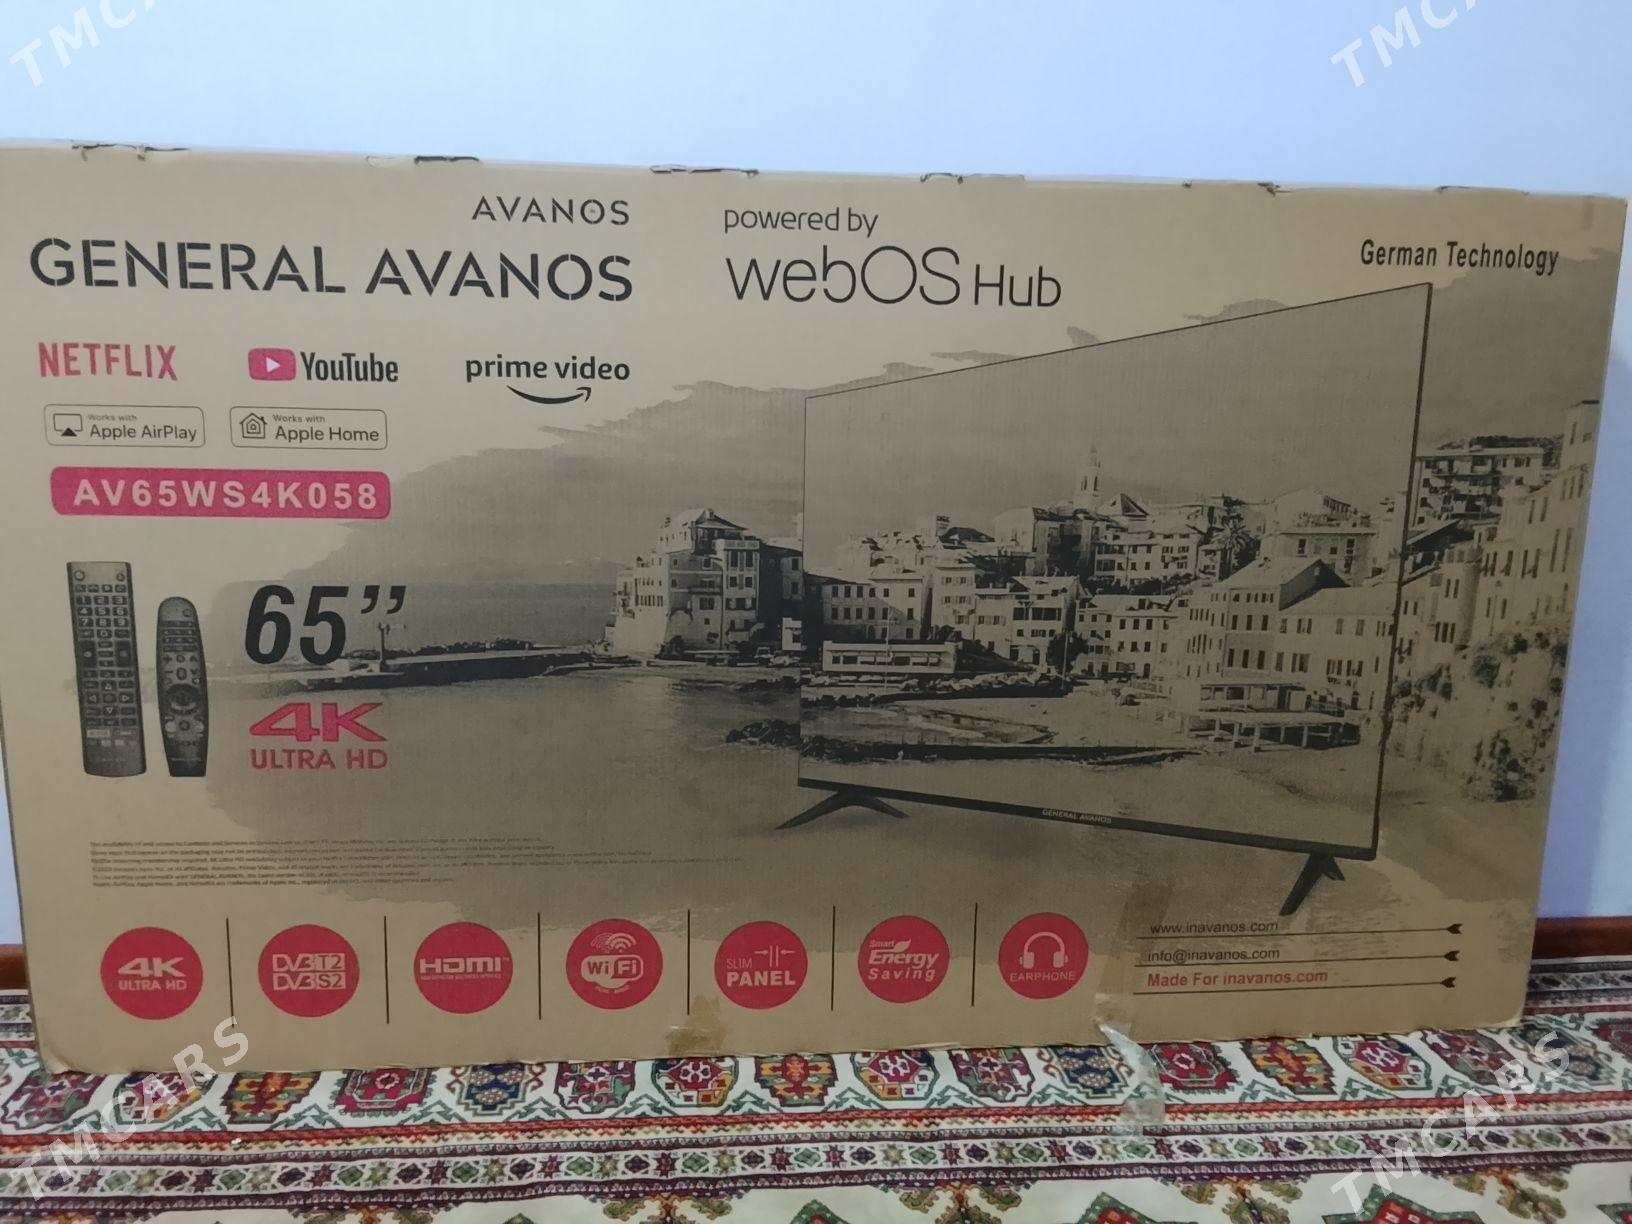 TMCARS
TMCARS
AVANOS
GENERAL AVANOS
powered by
webOS Hub
German Technology
NETFLIX
YouTube
prime video
Works with
Apple AirPlay
Works with
Apple Home
AV65WS4K058
65’’
4K
ULTRA HD
GENERAL AVANOS
4K
ULTRA HD
DVB T2
DVB S2
HDMI
WiFi
SLIM
PANEL
Smart
Energy
Saving
EARPHONE
www.inavanos.com
info@inavanos.com
Made For inavanos.com
TMCARS
TMCARS